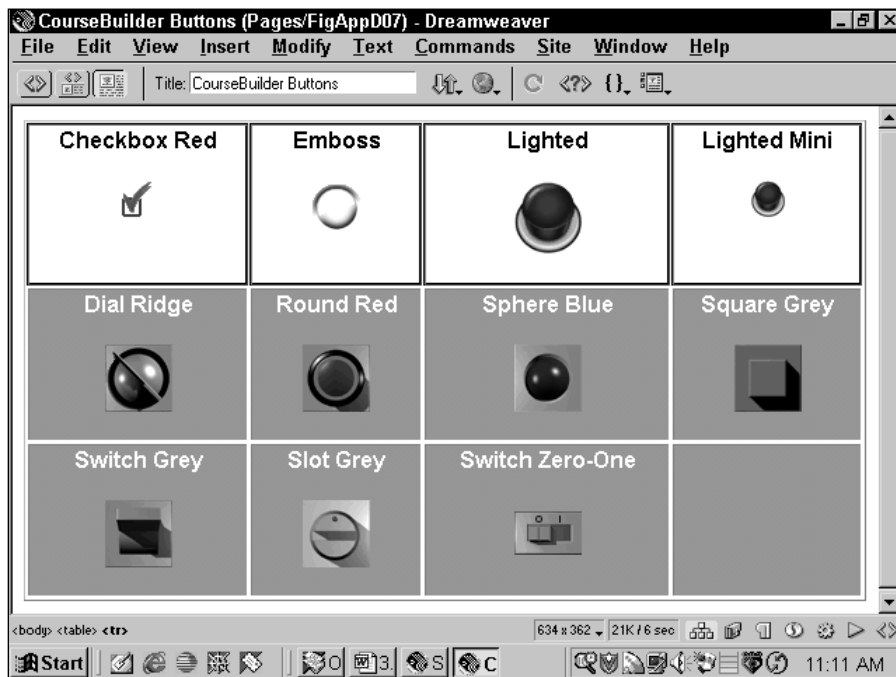 CourseBuilder Buttons (Pages/FigAppD07) - Dreamweaver
File Edit View Insert Modify Text Commands Site Window Help
Title: CourseBuilder Buttons
Checkbox Red Emboss Lighted Lighted Mini
Dial Ridge Round Red Sphere Blue Square Grey
Switch Grey Slot Grey Switch Zero-One
O I
<body> <table> <tr> 634 x 362 21K / 6 sec
Start O 3. S C 11:11 AM